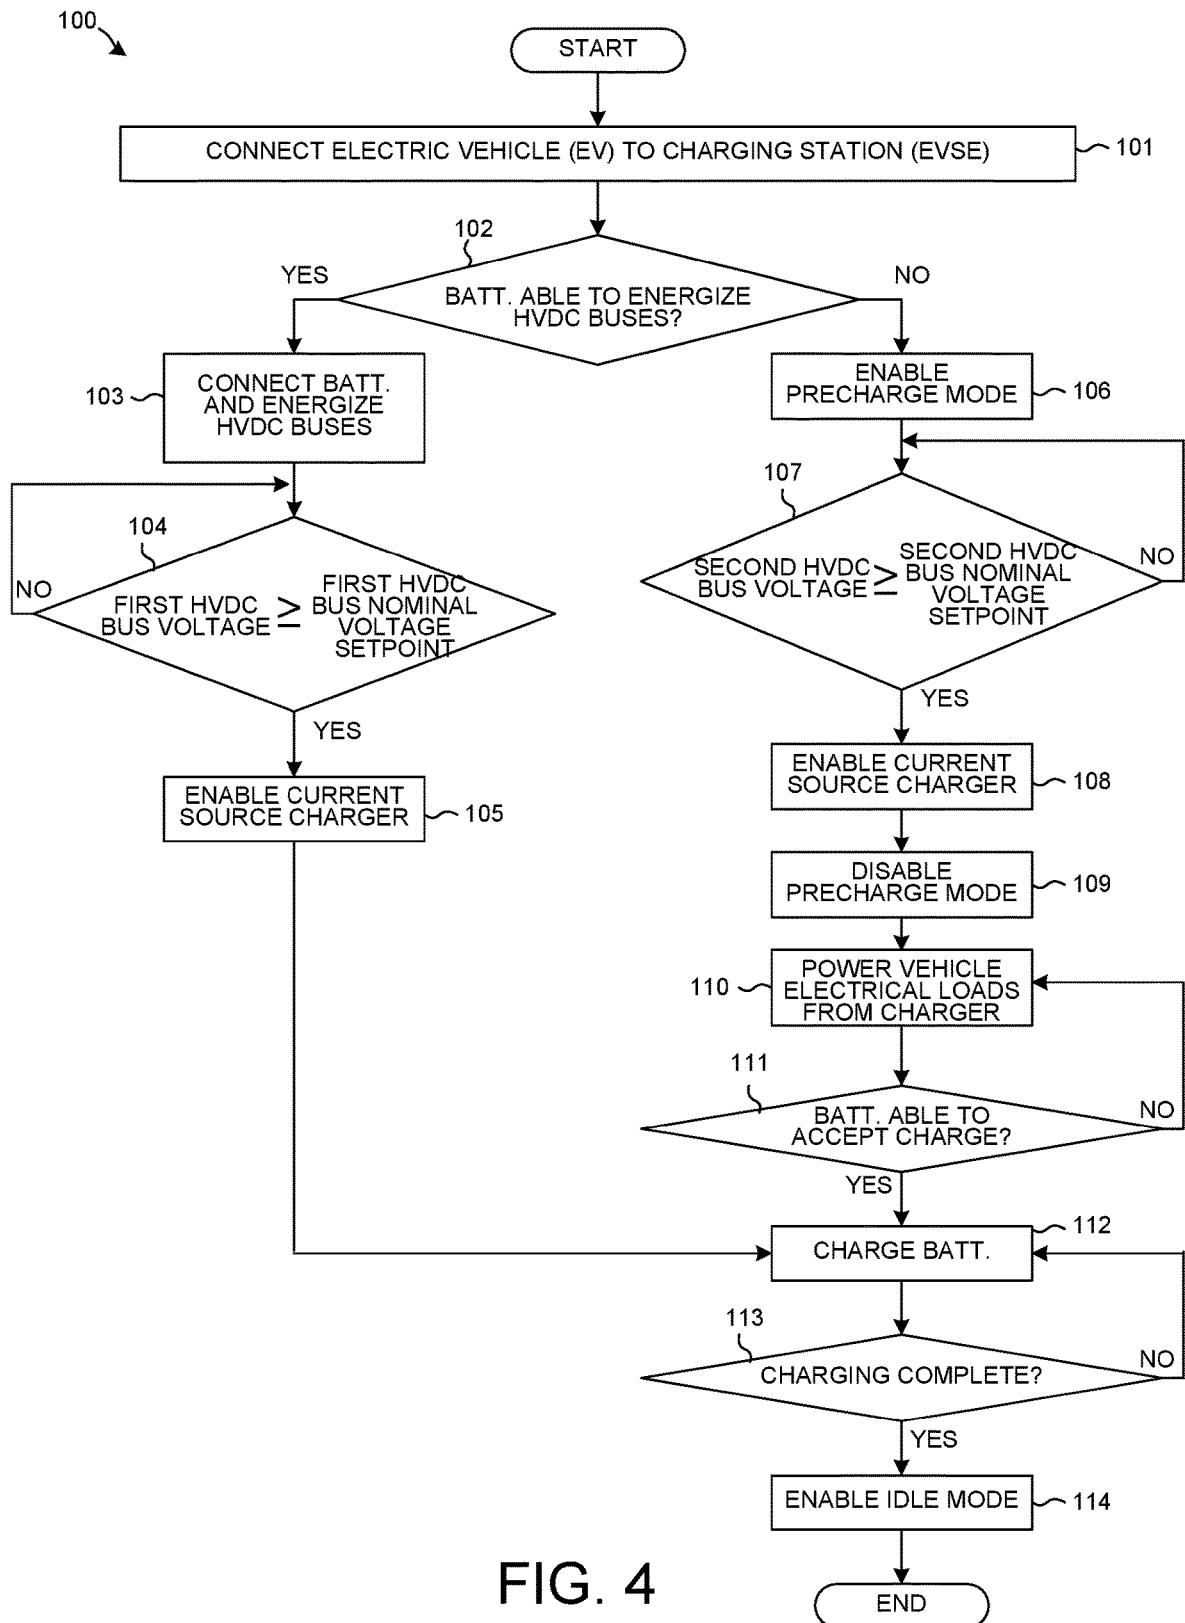 100
START
CONNECT ELECTRIC VEHICLE (EV) TO CHARGING STATION (EVSE)
101
102
YES
NO
BATT. ABLE TO ENERGIZE
HVDC BUSES?
103
CONNECT BATT.
AND ENERGIZE
HVDC BUSES
ENABLE
PRECHARGE MODE
106
104
NO
FIRST HVDC
BUS VOLTAGE
≥
FIRST HVDC
BUS NOMINAL
VOLTAGE
SETPOINT
YES
ENABLE CURRENT
SOURCE CHARGER
105
107
SECOND HVDC
BUS VOLTAGE
≥
SECOND HVDC
BUS NOMINAL
VOLTAGE
SETPOINT
NO
YES
ENABLE CURRENT
SOURCE CHARGER
108
DISABLE
PRECHARGE MODE
109
110
POWER VEHICLE
ELECTRICAL LOADS
FROM CHARGER
111
BATT. ABLE TO
ACCEPT CHARGE?
NO
YES
112
CHARGE BATT.
113
CHARGING COMPLETE?
NO
YES
ENABLE IDLE MODE
114
END
FIG. 4